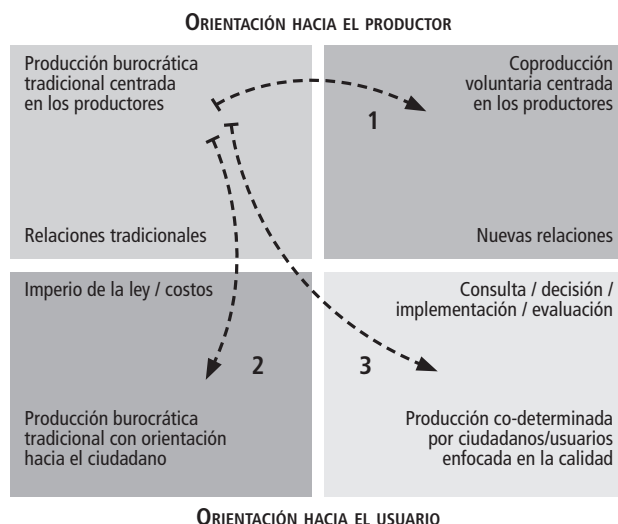 ORIENTACIÓN HACIA EL PRODUCTOR
Producción burocrática
tradicional centrada
en los productores
Coproducción
voluntaria centrada
en los productores
1
Relaciones tradicionales
Nuevas relaciones
Imperio de la ley / costos
Consulta / decisión /
implementación / evaluación
2
3
Producción burocrática
tradicional con orientación
hacia el ciudadano
Producción co-determinada
por ciudadanos/usuarios
enfocada en la calidad
ORIENTACIÓN HACIA EL USUARIO